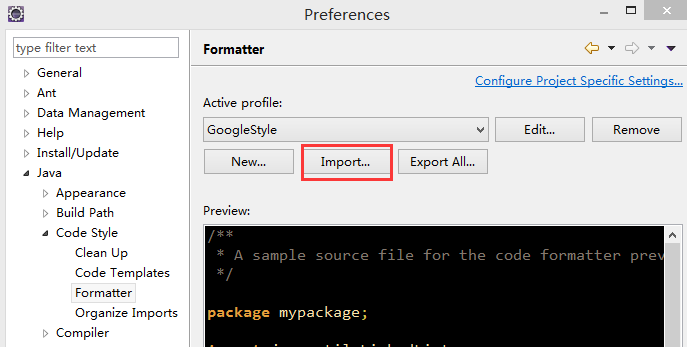 Preferences
type filter text
General
Ant
Data Management
Help
Install/Update
Java
Appearance
Build Path
Code Style
Clean Up
Code Templates
Formatter
Organize Imports
Compiler
Formatter
Configure Project Specific Settings...
Active profile:
GoogleStyle
Edit...
Remove
New...
Import...
Export All...
Preview:
/**
* A sample source file for the code formatter prev
*/
package mypackage;